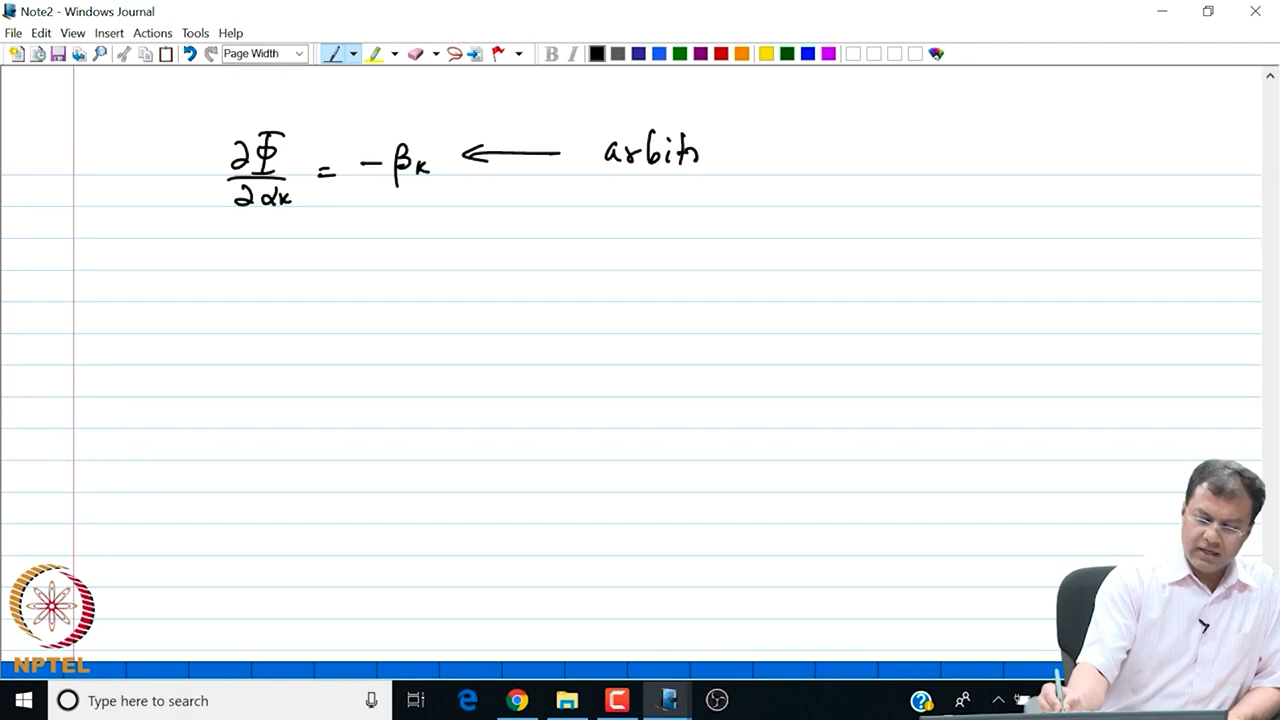 Note2 - Windows Journal
File Edit View Insert Actions Tools Help
Page Width B I
∂Φ/∂αk = - βk ← arbitr
NPTEL
Type here to search